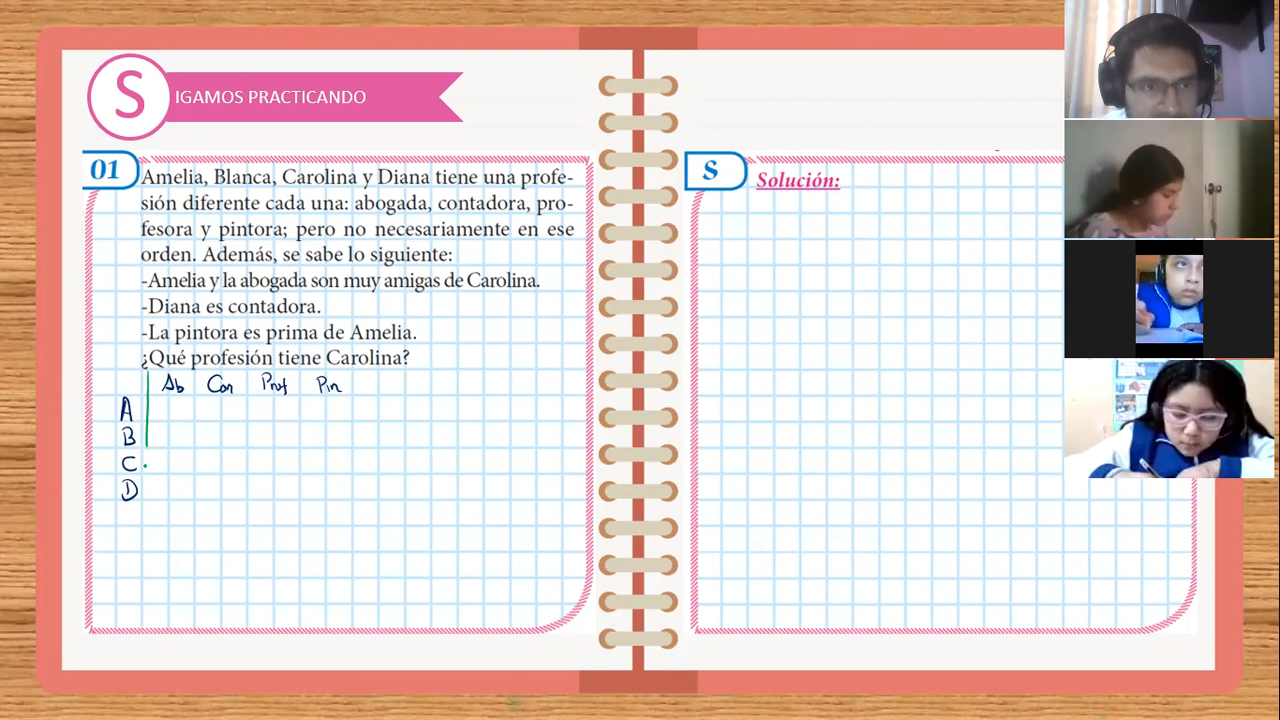 S IGAMOS PRACTICANDO
01
Amelia, Blanca, Carolina y Diana tiene una profe-
sión diferente cada una: abogada, contadora, pro-
fesora y pintora; pero no necesariamente en ese
orden. Además, se sabe lo siguiente:
-Amelia y la abogada son muy amigas de Carolina.
-Diana es contadora.
-La pintora es prima de Amelia.
¿Qué profesión tiene Carolina?
Ab Con Prof Pin
A
B
C
D
S
Solución: